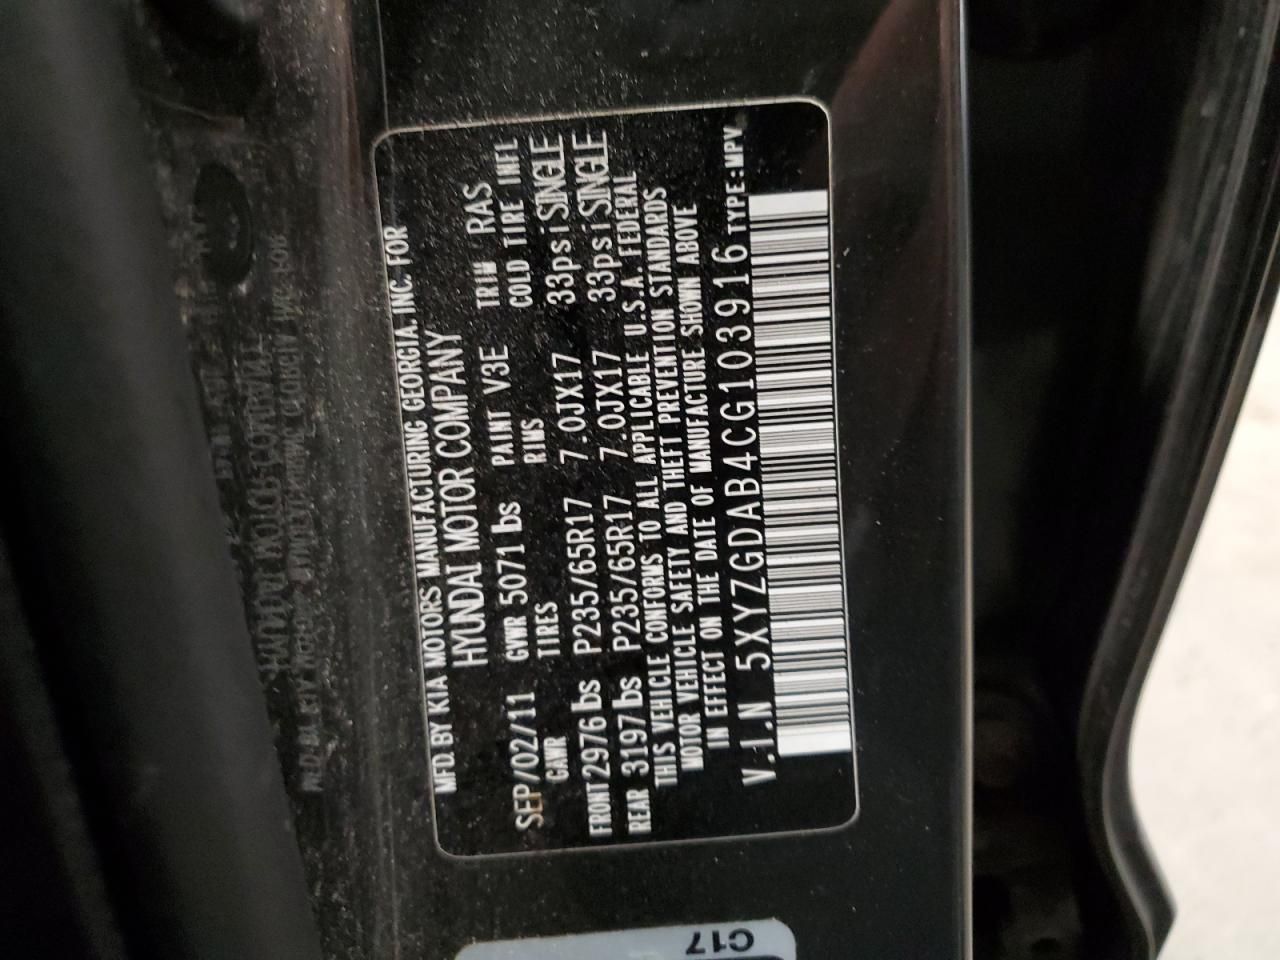 MFD. BY KIA MOTORS MANUFACTURING GEORGIA. INC. FOR
HYUNDAI MOTOR COMPANY
SEP/02/11 GVWR 5071 lbs PAINT V3E TRIM RAS
GAWR TIRES RIMS COLD TIRE INFL
FRONT 2976 lbs P235/65R17 7.0JX17 33psi SINGLE
REAR 3197 lbs P235/65R17 7.0JX17 33psi SINGLE
THIS VEHICLE CONFORMS TO ALL APPLICABLE U.S.A. FEDERAL
MOTOR VEHICLE SAFETY AND THEFT PREVENTION STANDARDS
IN EFFECT ON THE DATE OF MANUFACTURE SHOWN ABOVE
V.I.N 5XYZGDAB4CG103916 TYPE:MPV
C17